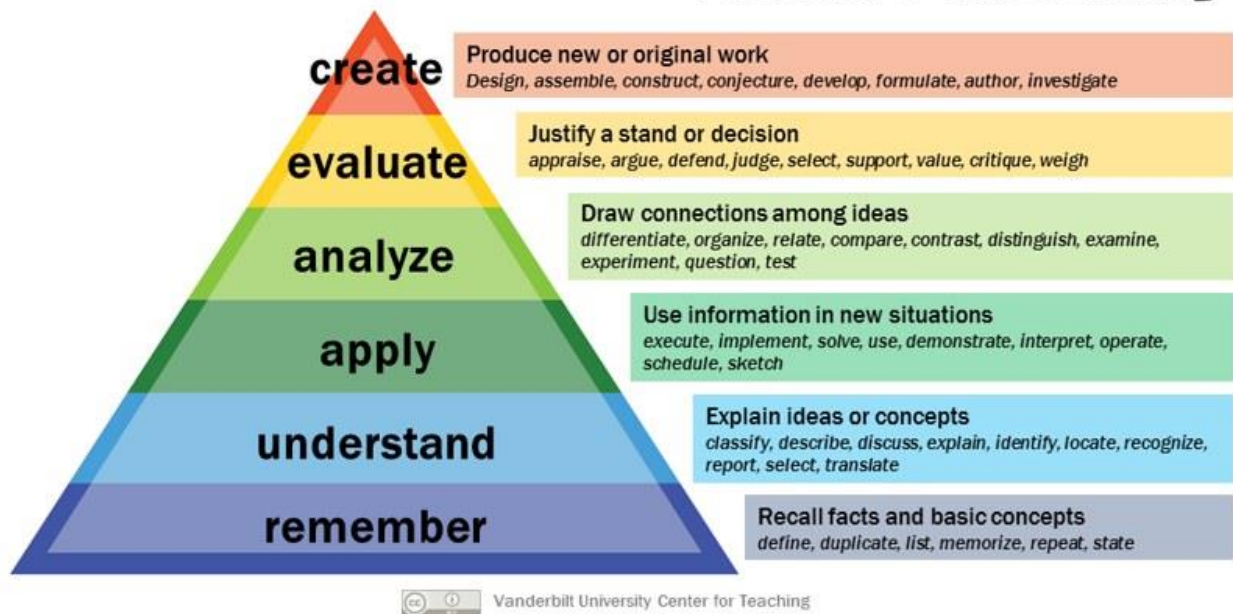 create
Produce new or original work
Design, assemble, construct, conjecture, develop, formulate, author, investigate
evaluate
Justify a stand or decision
appraise, argue, defend, judge, select, support, value, critique, weigh
analyze
Draw connections among ideas
differentiate, organize, relate, compare, contrast, distinguish, examine,
experiment, question, test
apply
Use information in new situations
execute, implement, solve, use, demonstrate, interpret, operate,
schedule, sketch
understand
Explain ideas or concepts
classify, describe, discuss, explain, identify, locate, recognize,
report, select, translate
remember
Recall facts and basic concepts
define, duplicate, list, memorize, repeat, state
cc
Vanderbilt University Center for Teaching